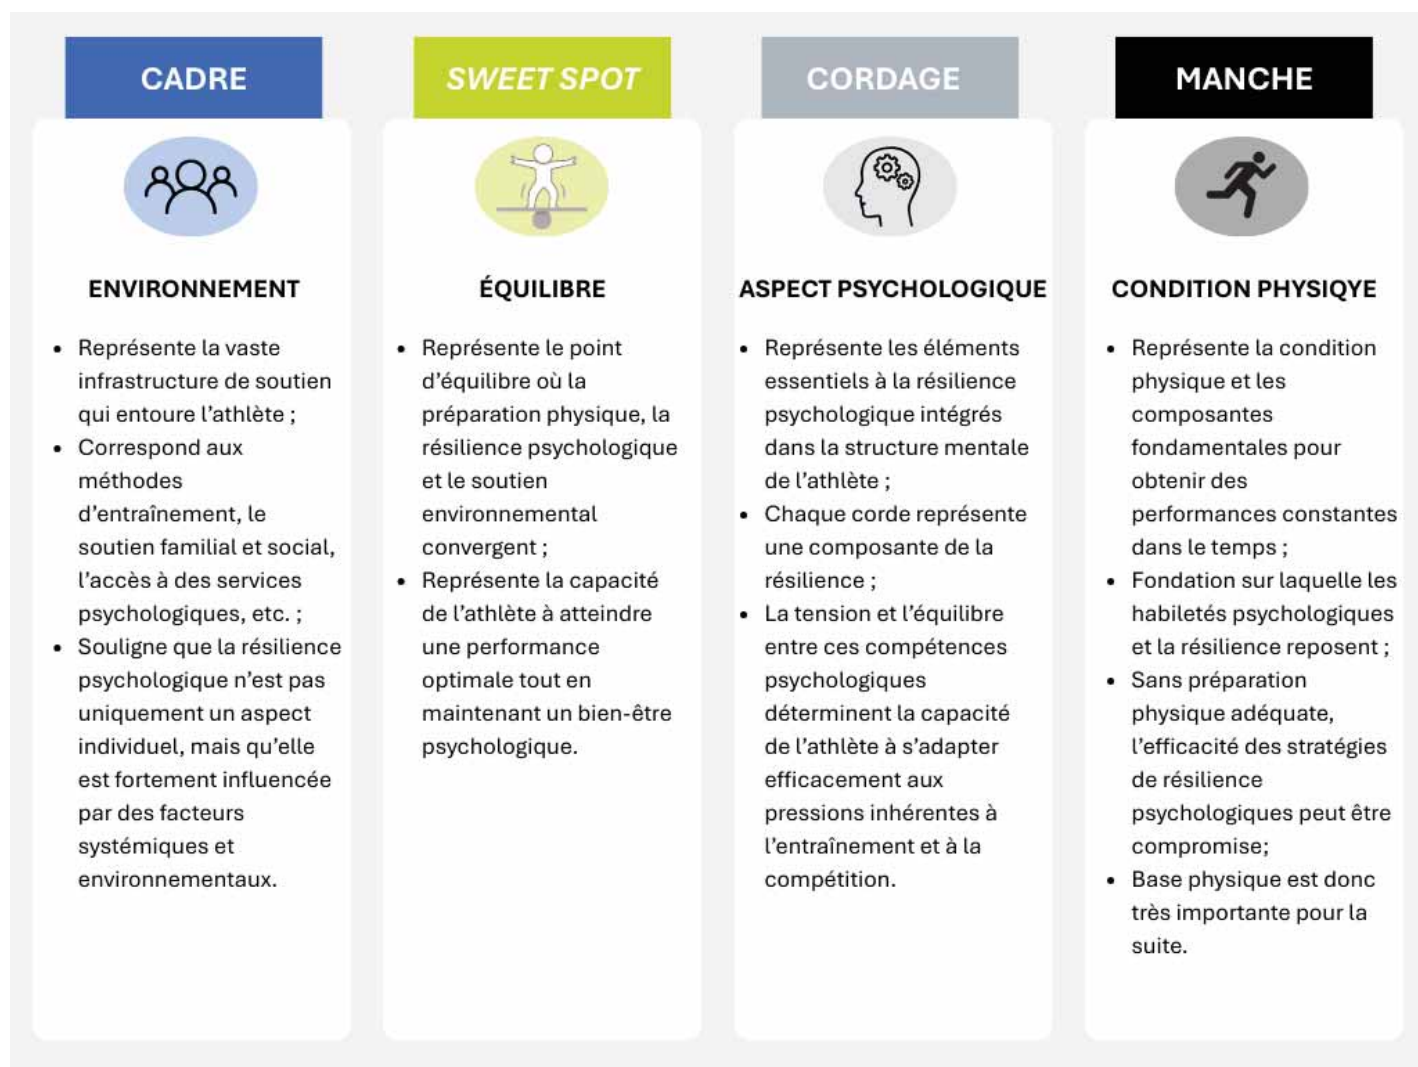 CADRE
ENVIRONNEMENT
• Représente la vaste
infrastructure de soutien
qui entoure l’athlète ;
• Correspond aux
méthodes
d’entraînement, le
soutien familial et social,
l’accès à des services
psychologiques, etc. ;
• Souligne que la résilience
psychologique n’est pas
uniquement un aspect
individuel, mais qu’elle
est fortement influencée
par des facteurs
systémiques et
environnementaux.
SWEET SPOT
ÉQUILIBRE
• Représente le point
d’équilibre où la
préparation physique, la
résilience psychologique
et le soutien
environnemental
convergent ;
• Représente la capacité
de l’athlète à atteindre
une performance
optimale tout en
maintenant un bien-être
psychologique.
CORDAGE
ASPECT PSYCHOLOGIQUE
• Représente les éléments
essentiels à la résilience
psychologique intégrés
dans la structure mentale
de l’athlète ;
• Chaque corde représente
une composante de la
résilience ;
• La tension et l’équilibre
entre ces compétences
psychologiques
déterminent la capacité
de l’athlète à s’adapter
efficacement aux
pressions inhérentes à
l’entraînement et à la
compétition.
MANCHE
CONDITION PHYSIQYE
• Représente la condition
physique et les
composantes
fondamentales pour
obtenir des
performances constantes
dans le temps ;
• Fondation sur laquelle les
habiletés psychologiques
et la résilience reposent ;
• Sans préparation
physique adéquate,
l’efficacité des stratégies
de résilience
psychologiques peut être
compromise;
• Base physique est donc
très importante pour la
suite.